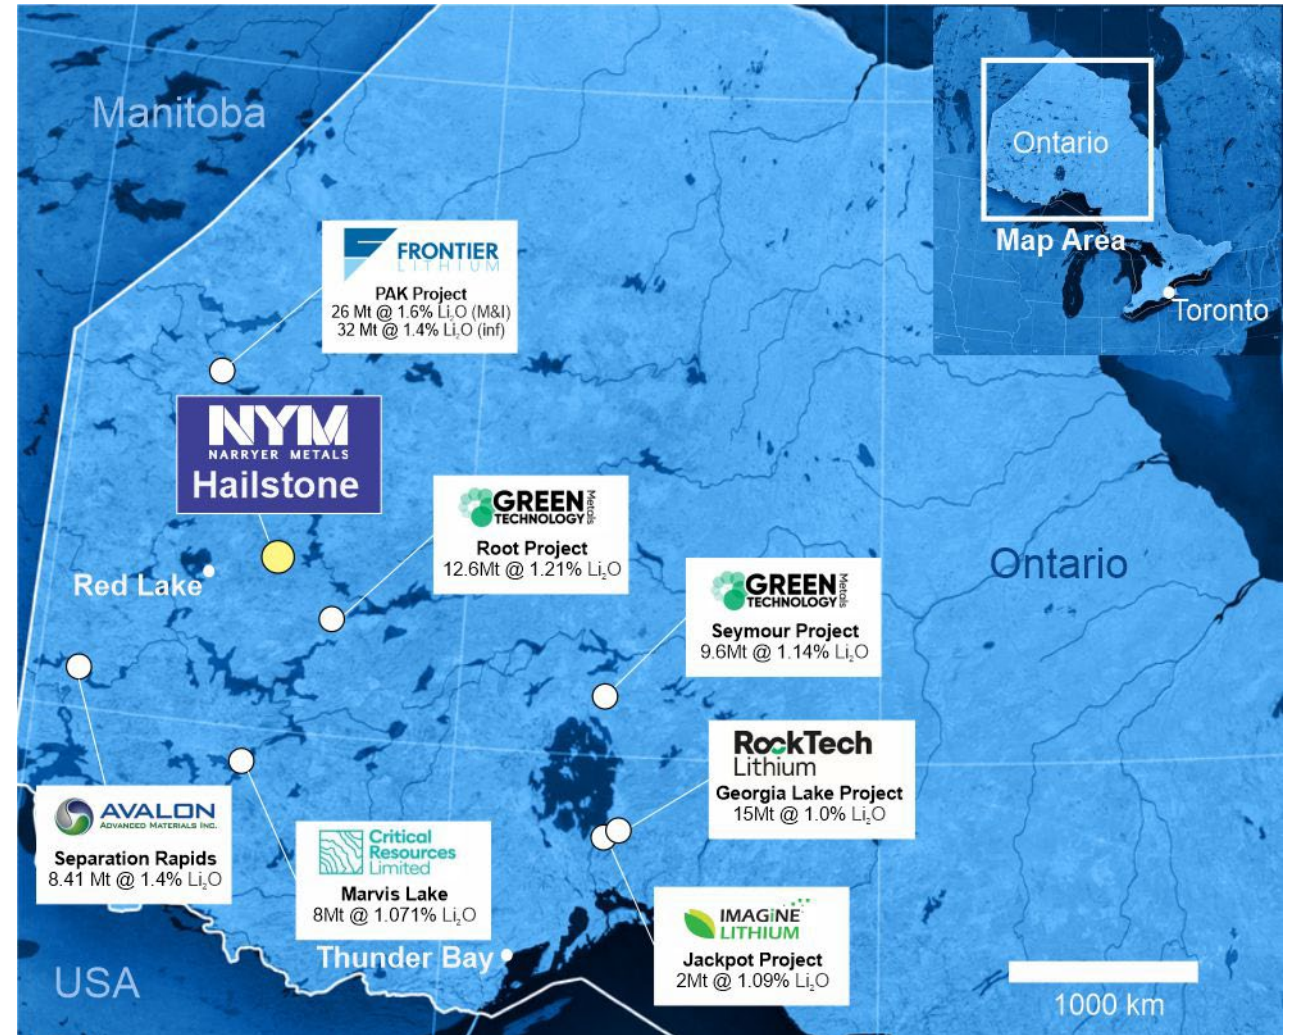 Manitoba
Ontario
Map Area
Toronto
FRONTIER
LITHIUM
PAK Project
26 Mt @ 1.6% Li₂O (M&I)
32 Mt @ 1.4% Li₂O (inf)
NYM
NARRYER METALS
Hailstone
GREEN
TECHNOLOGY
Metals
Root Project
12.6Mt @ 1.21% Li₂O
Red Lake
Ontario
GREEN
TECHNOLOGY
Metals
Seymour Project
9.6Mt @ 1.14% Li₂O
RockTech
Lithium
Georgia Lake Project
15Mt @ 1.0% Li₂O
AVALON
ADVANCED MATERIALS INC.
Separation Rapids
8.41 Mt @ 1.4% Li₂O
Critical
Resources
Limited
Marvis Lake
8Mt @ 1.071% Li₂O
IMAGiNE
LITHIUM
Jackpot Project
2Mt @ 1.09% Li₂O
Thunder Bay
USA
1000 km